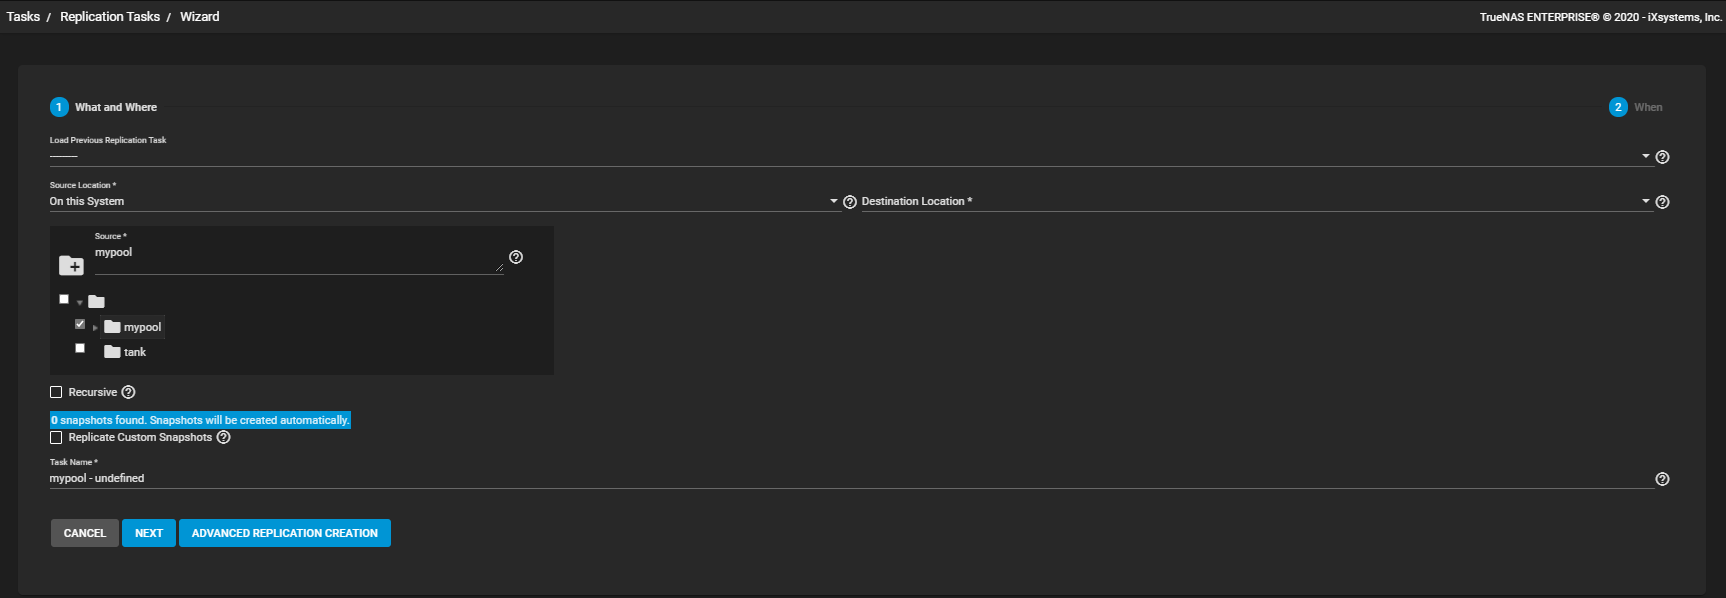 Tasks / Replication Tasks / Wizard
TrueNAS ENTERPRISE® © 2020 - iXsystems, Inc.
1 What and Where
2 When
Load Previous Replication Task
---------
Source Location *
On this System
Destination Location *
Source *
mypool
mypool
tank
Recursive
0 snapshots found. Snapshots will be created automatically.
Replicate Custom Snapshots
Task Name *
mypool - undefined
CANCEL
NEXT
ADVANCED REPLICATION CREATION